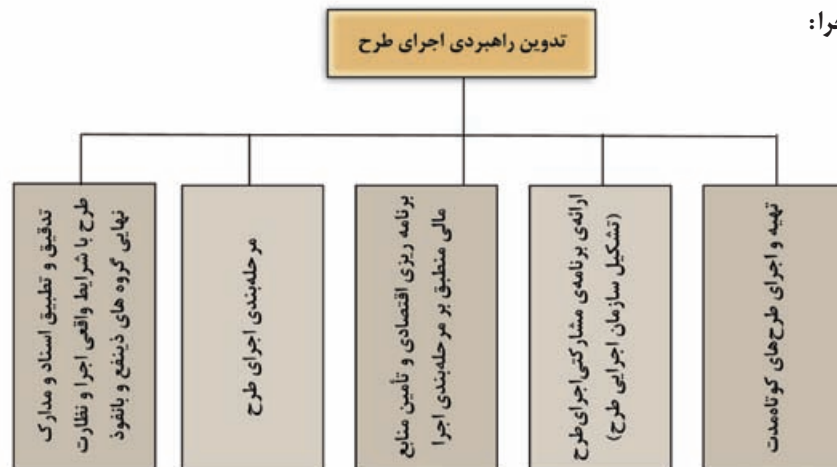 را:
تدوین راهبردی اجرای طرح
تهیه و اجرای طرح‌های کوتاه‌مدت
ارائه‌ی برنامه‌ی مشارکتی‌اجرای‌طرح
(تشکیل سازمان اجرایی طرح)
برنامه ریزی اقتصادی و تأمین منابع
مالی منطبق بر مرحله‌بندی اجرا
مرحله‌بندی اجرای طرح
تدقیق و تطبیق اسناد و مدارک
طرح با شرایط واقعی اجرا و نظارت
نهایی گروه های ذینفع و بانفوذ